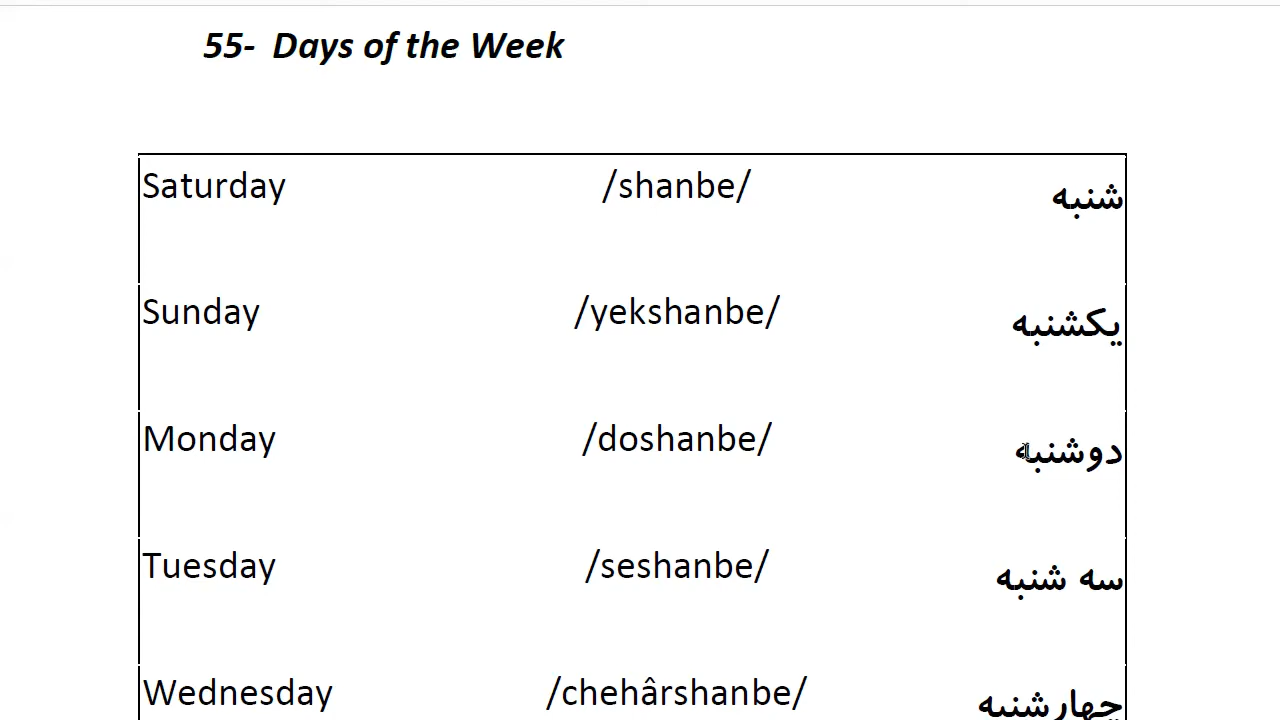 55- Days of the Week
Saturday /shanbe/ شنبه
Sunday /yekshanbe/ یکشنبه
Monday /doshanbe/ دوشنبه
Tuesday /seshanbe/ سه شنبه
Wednesday /chehârshanbe/ چهارشنبه